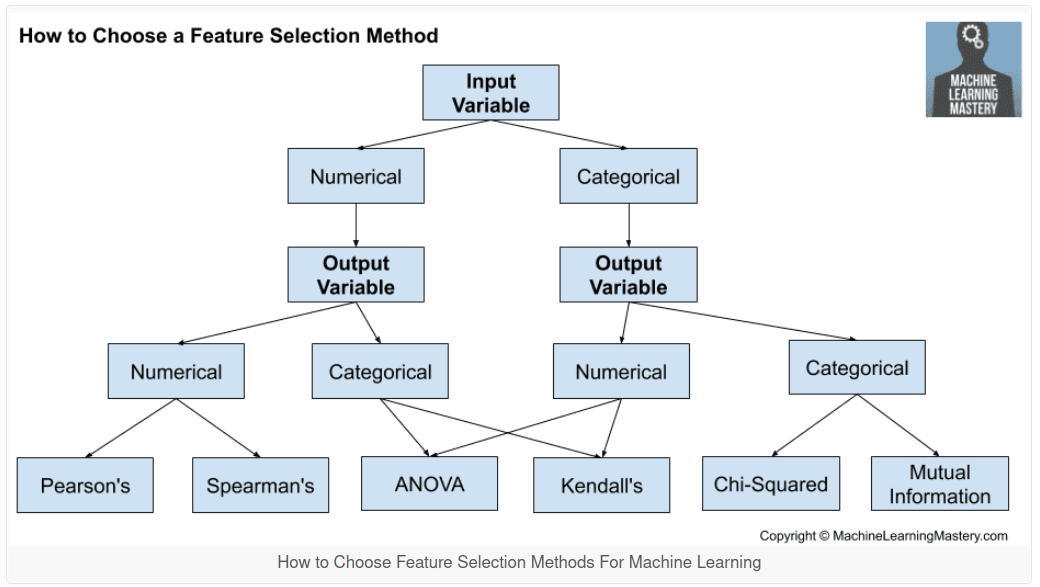 How to Choose a Feature Selection Method
MACHINE
LEARNING
MASTERY
Input
Variable
Numerical
Categorical
Output
Variable
Output
Variable
Numerical
Categorical
Numerical
Categorical
Pearson's
Spearman's
ANOVA
Kendall's
Chi-Squared
Mutual
Information
Copyright © MachineLearningMastery.com
How to Choose Feature Selection Methods For Machine Learning